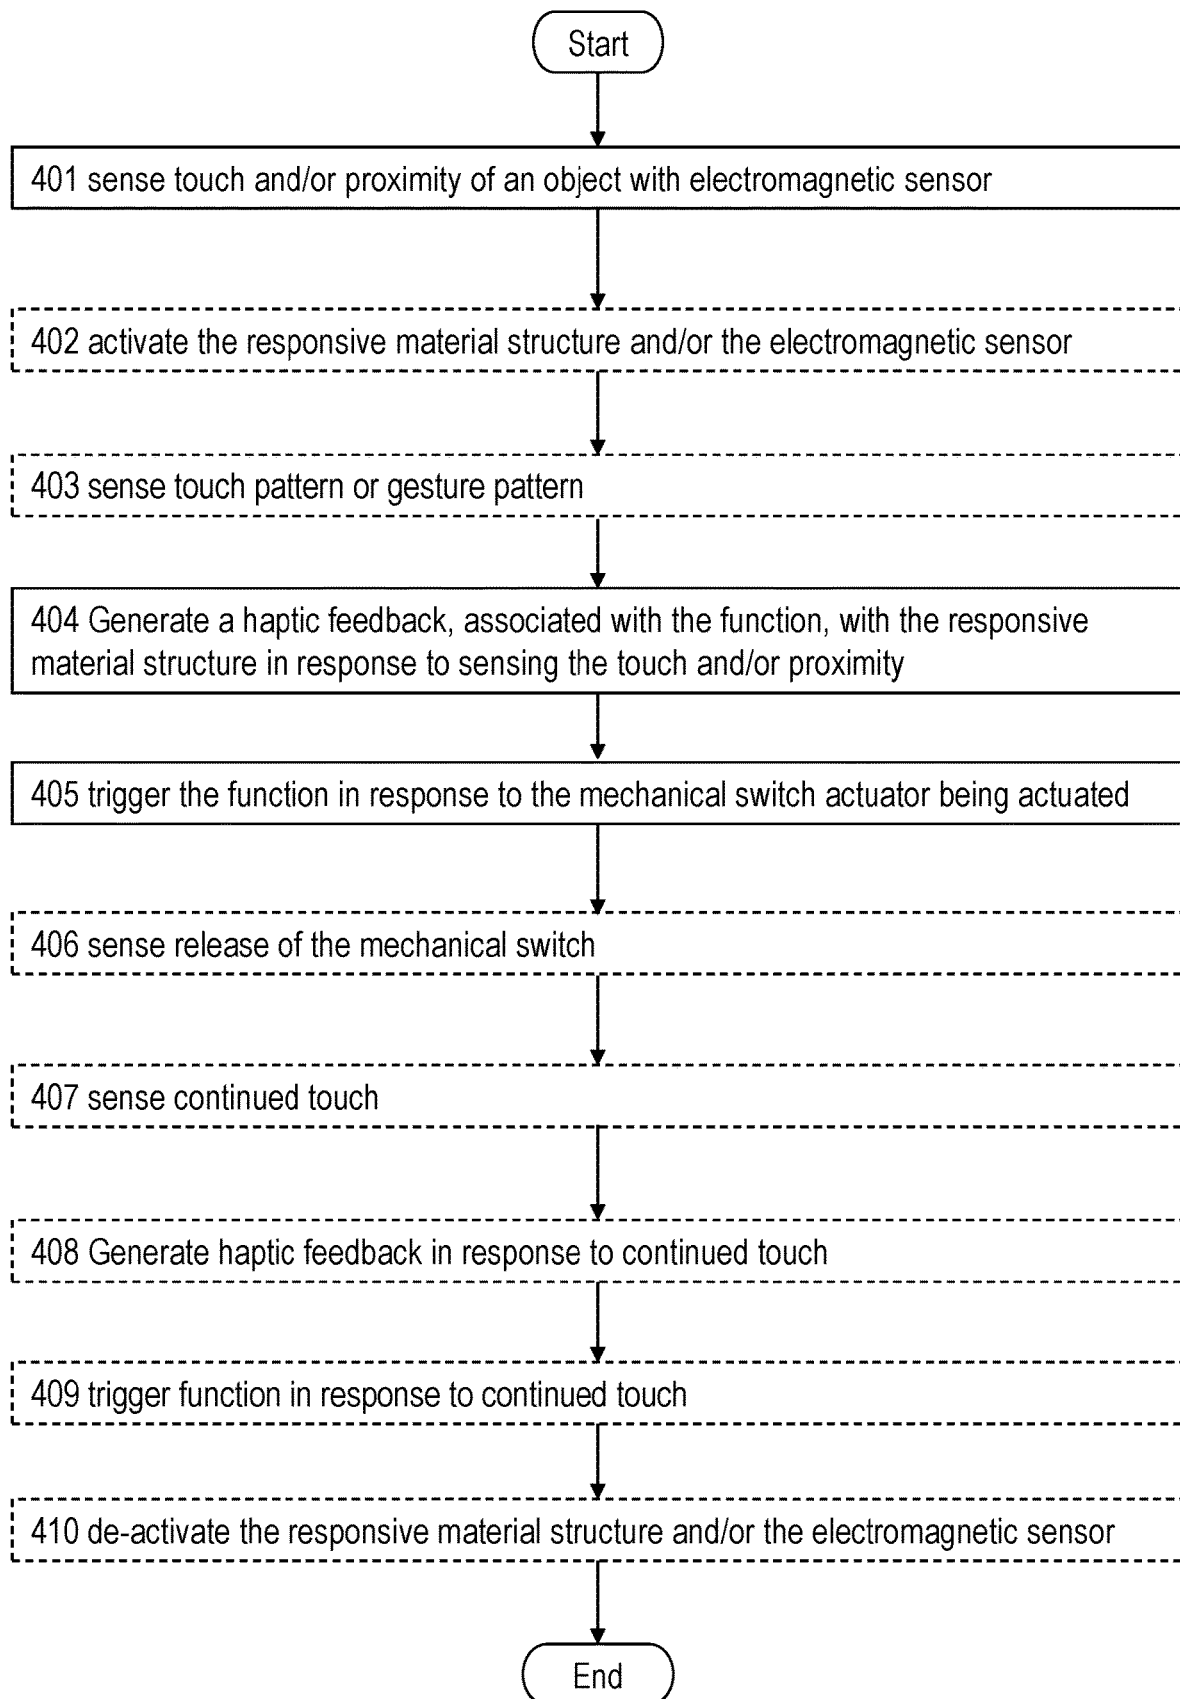 Start
401 sense touch and/or proximity of an object with electromagnetic sensor
402 activate the responsive material structure and/or the electromagnetic sensor
403 sense touch pattern or gesture pattern
404 Generate a haptic feedback, associated with the function, with the responsive
material structure in response to sensing the touch and/or proximity
405 trigger the function in response to the mechanical switch actuator being actuated
406 sense release of the mechanical switch
407 sense continued touch
408 Generate haptic feedback in response to continued touch
409 trigger function in response to continued touch
410 de-activate the responsive material structure and/or the electromagnetic sensor
End